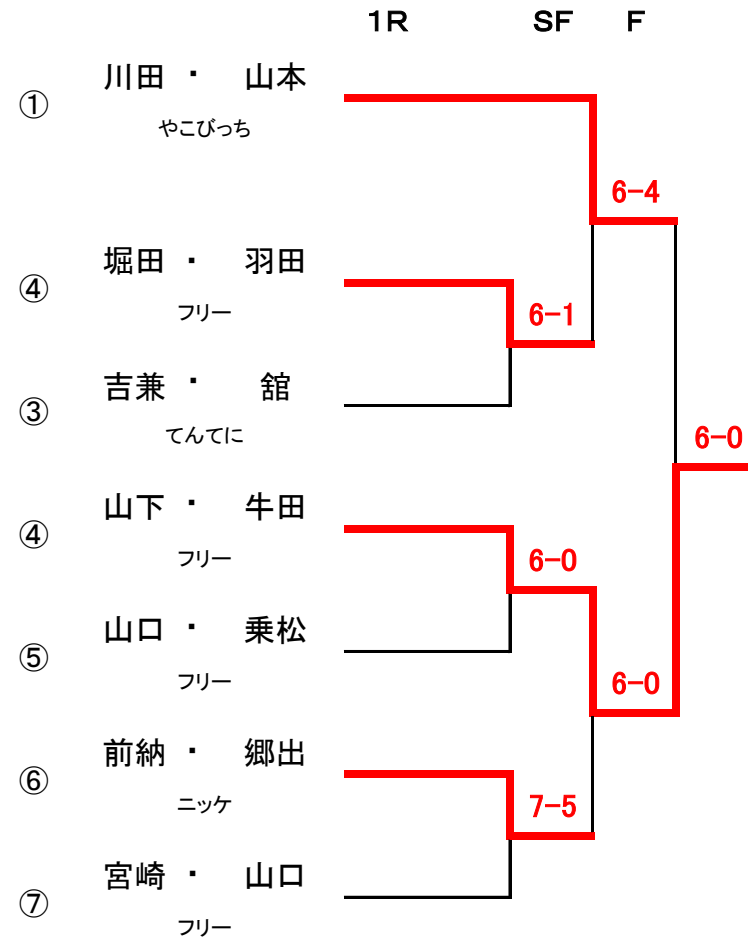 1R SF F
川田 ・ 山本
①
やこびっち
6-4
堀田 ・ 羽田
④
フリー
6-1
吉兼 ・ 舘
③
てんてに
6-0
山下 ・ 牛田
④
フリー
6-0
山口 ・ 乗松
⑤
フリー
6-0
前納 ・ 郷出
⑥
ニッケ
7-5
宮崎 ・ 山口
⑦
フリー